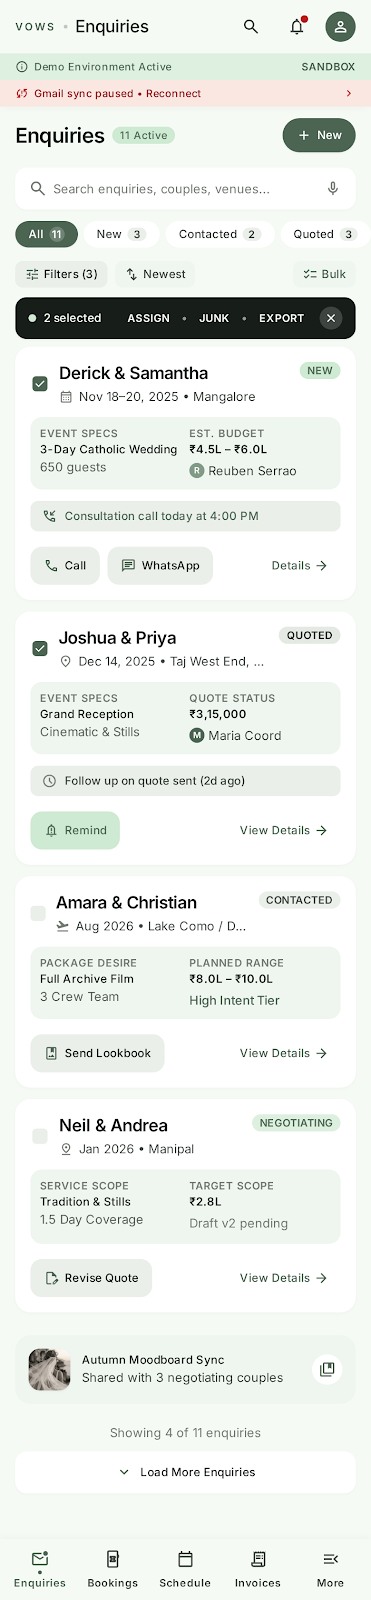 VOWS • Enquiries
Demo Environment Active SANDBOX
Gmail sync paused • Reconnect
Enquiries 11 Active + New
Search enquiries, couples, venues...
All 11 New 3 Contacted 2 Quoted 3
Filters (3) Newest Bulk
2 selected ASSIGN • JUNK • EXPORT
Derick & Samantha NEW
Nov 18–20, 2025 • Mangalore
EVENT SPECS EST. BUDGET
3-Day Catholic Wedding ₹4.5L – ₹6.0L
650 guests R Reuben Serrao
Consultation call today at 4:00 PM
Call WhatsApp Details →
Joshua & Priya QUOTED
Dec 14, 2025 • Taj West End, ...
EVENT SPECS QUOTE STATUS
Grand Reception ₹3,15,000
Cinematic & Stills M Maria Coord
Follow up on quote sent (2d ago)
Remind View Details →
Amara & Christian CONTACTED
Aug 2026 • Lake Como / D...
PACKAGE DESIRE PLANNED RANGE
Full Archive Film ₹8.0L – ₹10.0L
3 Crew Team High Intent Tier
Send Lookbook View Details →
Neil & Andrea NEGOTIATING
Jan 2026 • Manipal
SERVICE SCOPE TARGET SCOPE
Tradition & Stills ₹2.8L
1.5 Day Coverage Draft v2 pending
Revise Quote View Details →
Autumn Moodboard Sync
Shared with 3 negotiating couples
Showing 4 of 11 enquiries
Load More Enquiries
Enquiries Bookings Schedule Invoices More